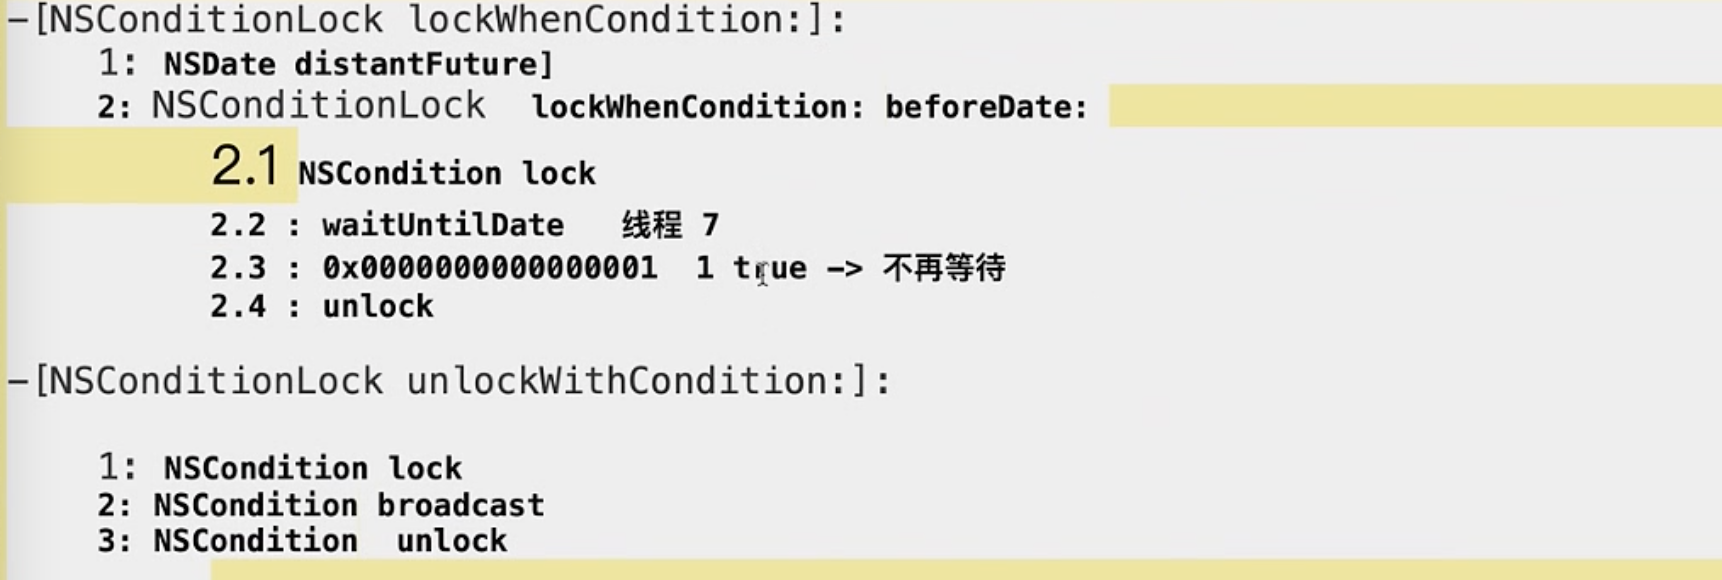 -[NSConditionLock lockWhenCondition:]:
1: NSDate distantFuture]
2: NSConditionLock lockWhenCondition: beforeDate:
2.1 NSCondition lock
2.2 : waitUntilDate 线程 7
2.3 : 0x0000000000000001 1 true -> 不再等待
2.4 : unlock
-[NSConditionLock unlockWithCondition:]:
1: NSCondition lock
2: NSCondition broadcast
3: NSCondition unlock